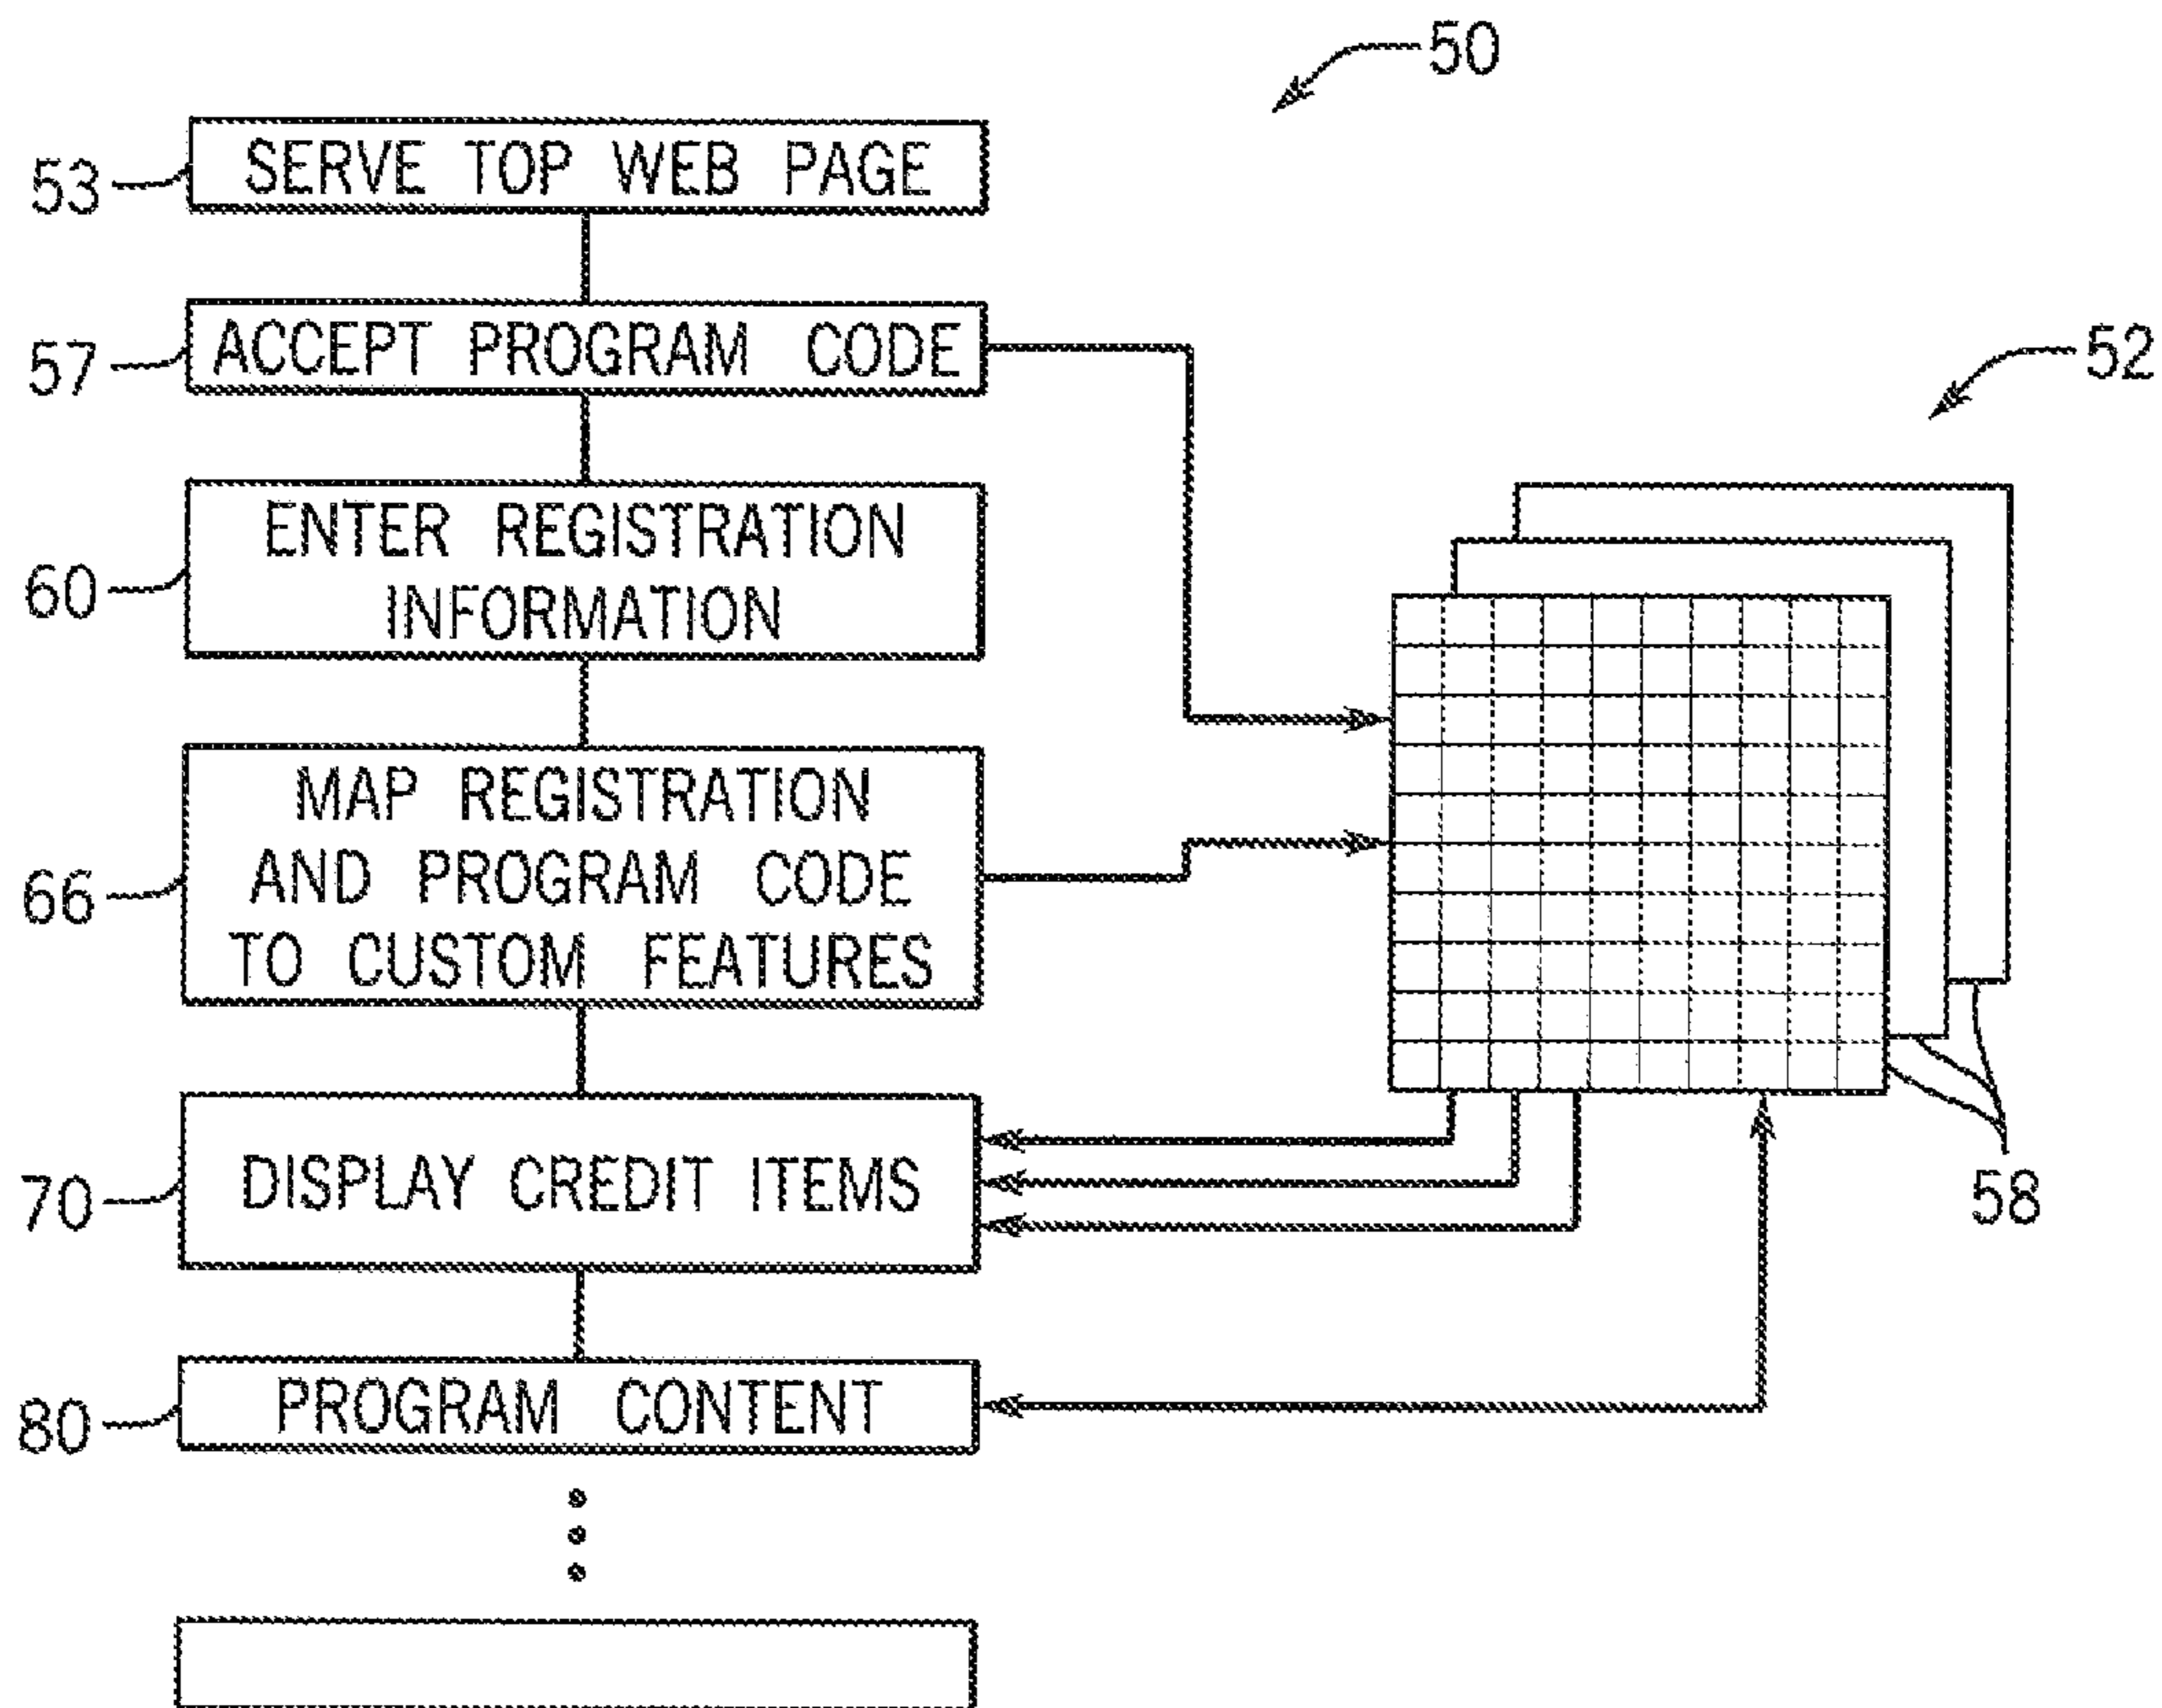 50
53
SERVE TOP WEB PAGE
57
ACCEPT PROGRAM CODE
52
60
ENTER REGISTRATION
INFORMATION
66
MAP REGISTRATION
AND PROGRAM CODE
TO CUSTOM FEATURES
70
DISPLAY CREDIT ITEMS
58
80
PROGRAM CONTENT